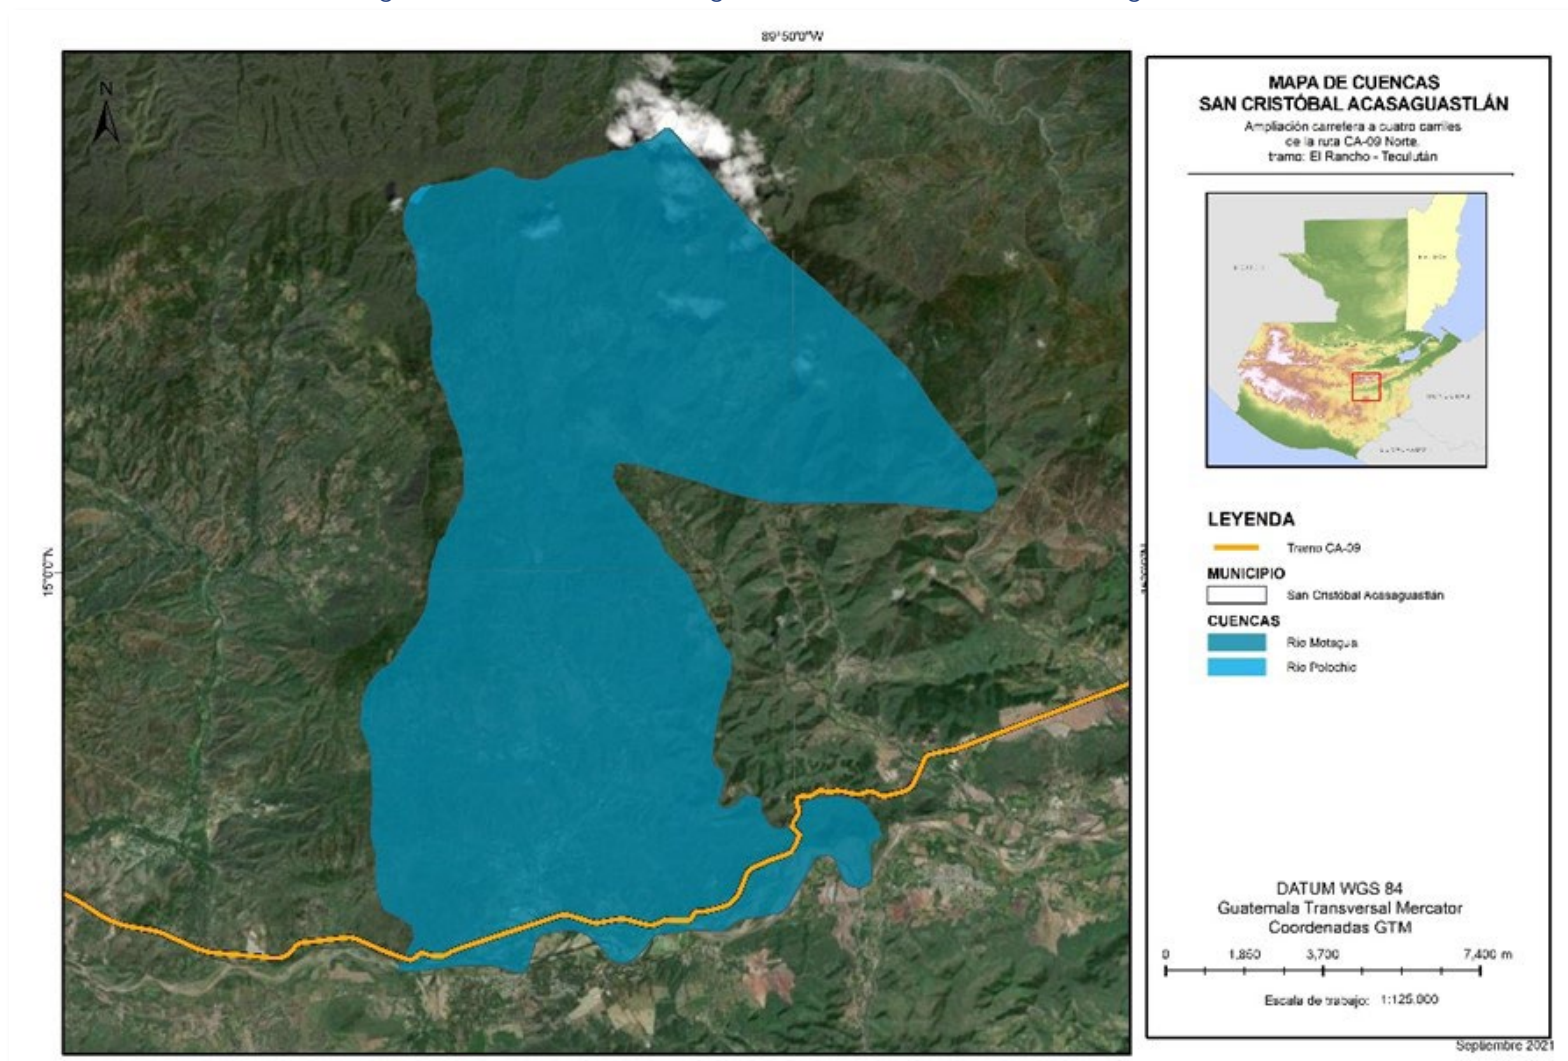 89°50'0"W
N
15°0'0"N
MAPA DE CUENCAS
SAN CRISTÓBAL ACASAGUASTLÁN
Ampliación carretera a cuatro carriles
de la ruta CA-09 Norte,
tramo: El Rancho - Teculután
LEYENDA
Tramo CA-09
MUNICIPIO
San Cristóbal Acasaguastlán
CUENCAS
Río Motagua
Río Polochic
DATUM WGS 84
Guatemala Transversal Mercator
Coordenadas GTM
0 1,850 3,700 7,400 m
Escala de trabajo: 1:125,000
Septiembre 2021